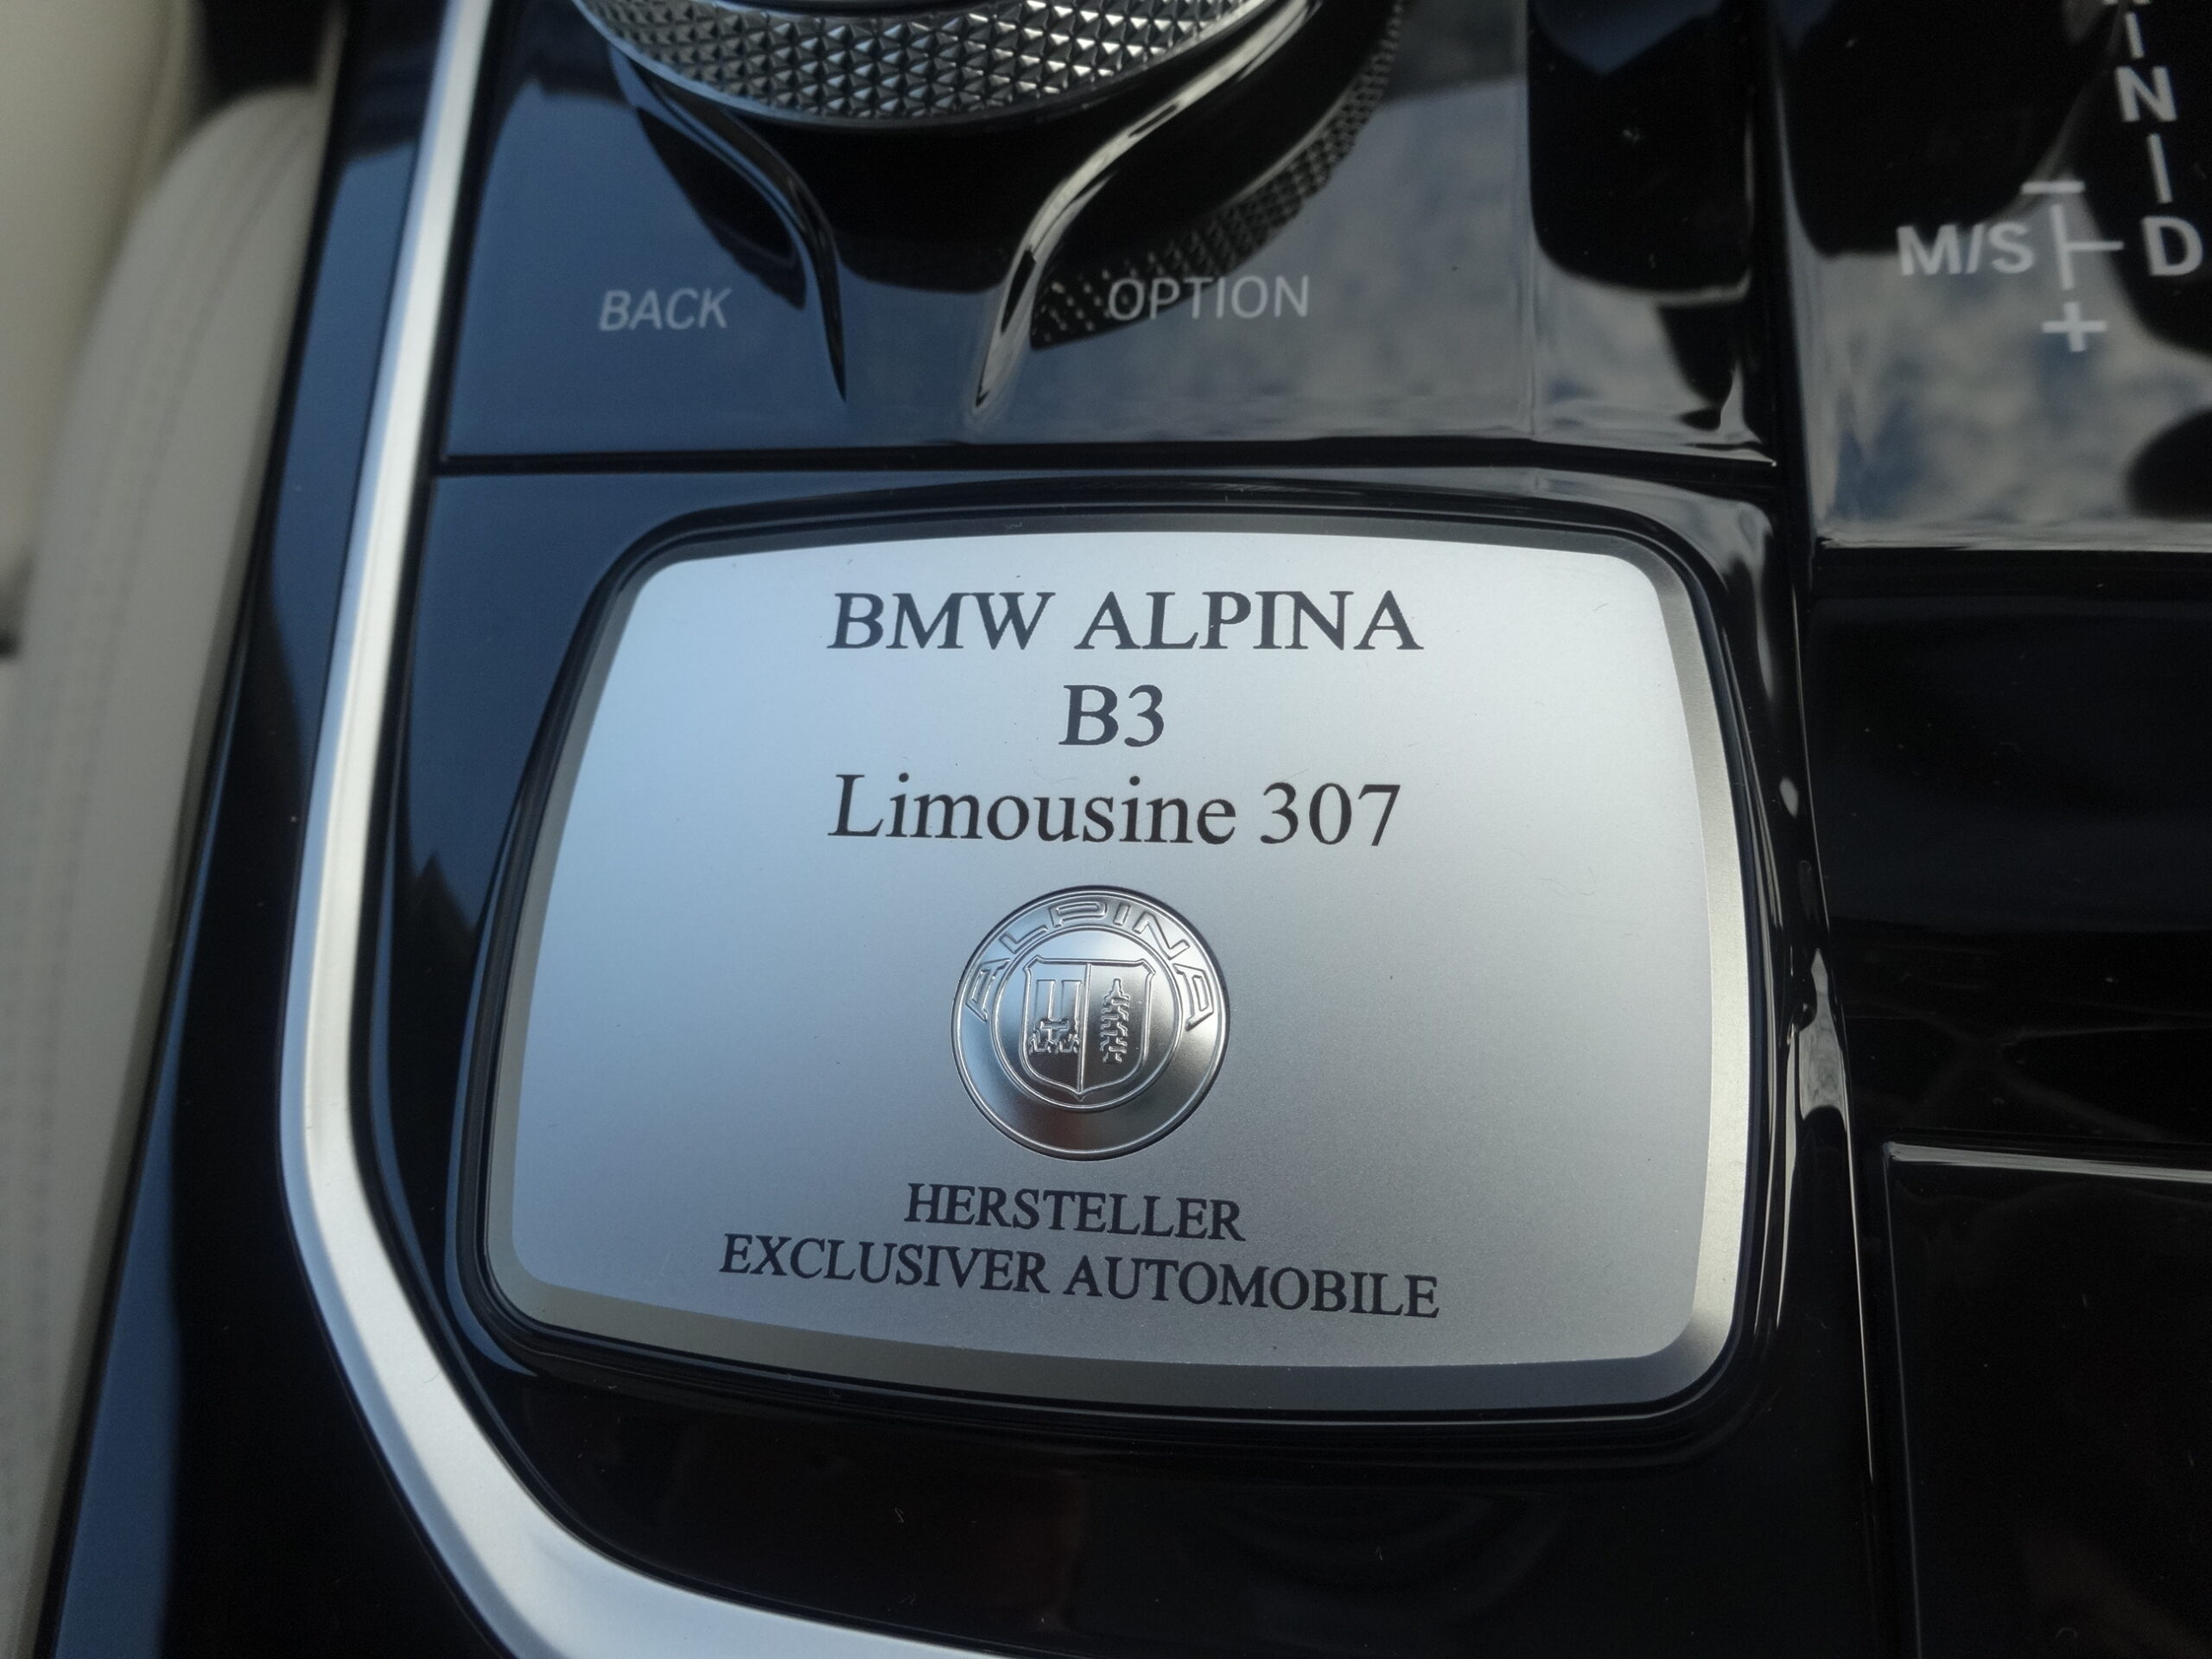 N
M/S D
+
BACK OPTION
BMW ALPINA
B3
Limousine 307
ALPINA
HERSTELLER
EXCLUSIVER AUTOMOBILE